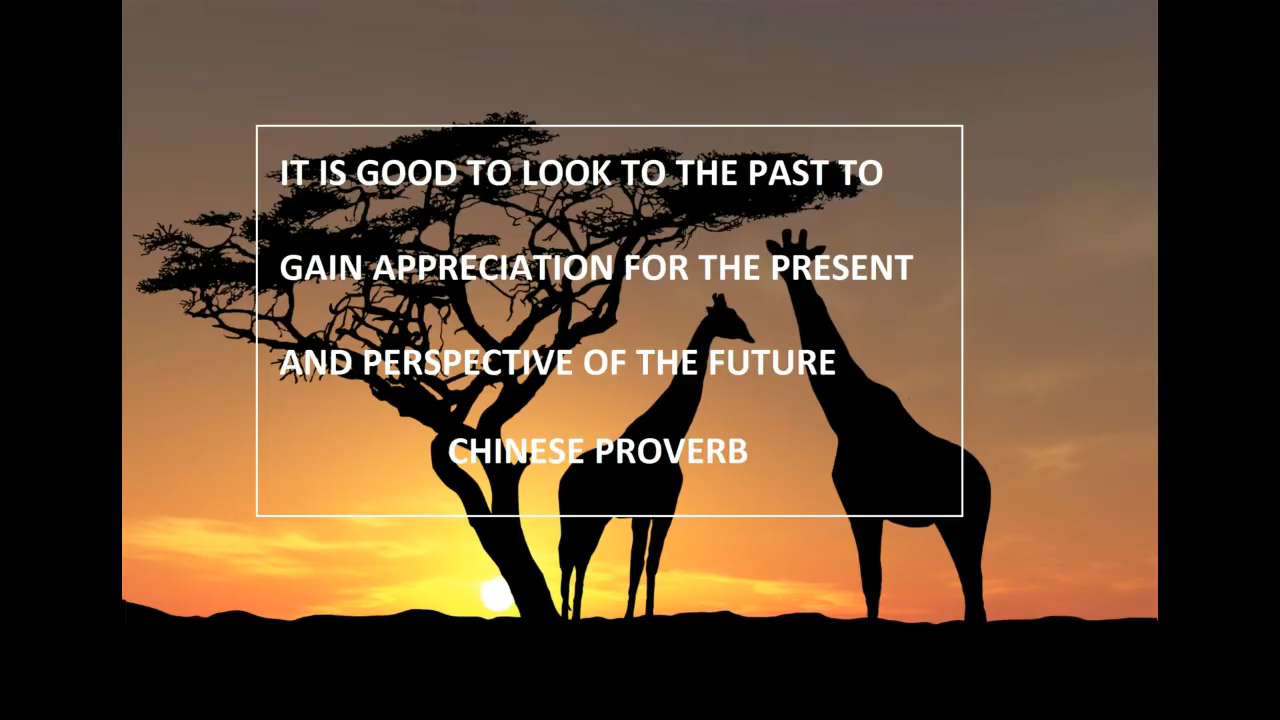 IT IS GOOD TO LOOK TO THE PAST TO
GAIN APPRECIATION FOR THE PRESENT
AND PERSPECTIVE OF THE FUTURE
CHINESE PROVERB